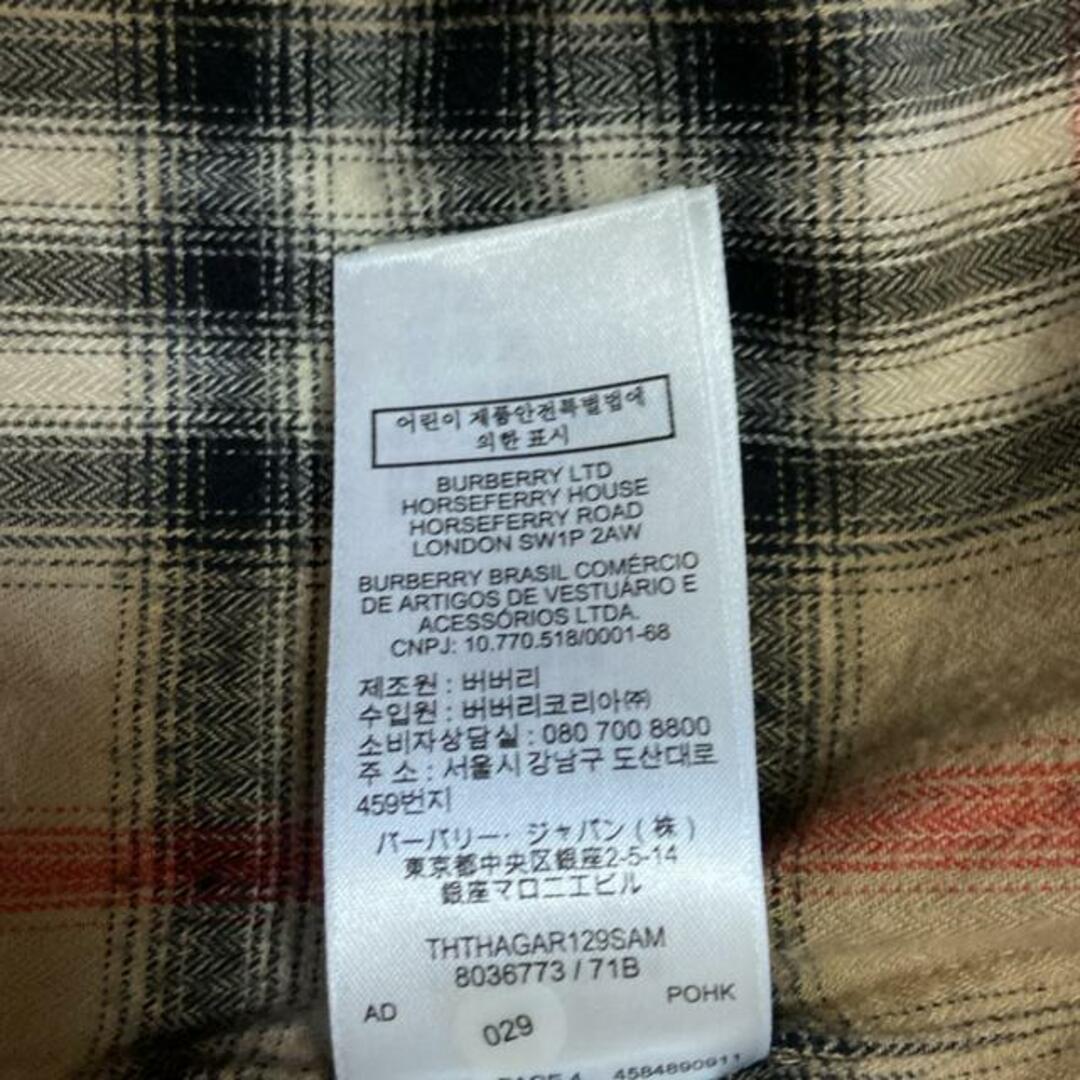 어린이 제품안전특별법에
의한 표시
BURBERRY LTD
HORSEFERRY HOUSE
HORSEFERRY ROAD
LONDON SW1P 2AW
BURBERRY BRASIL COMÉRCIO
DE ARTIGOS DE VESTUÁRIO E
ACESSÓRIOS LTDA.
CNPJ: 10.770.518/0001-68
제조원 : 버버리
수입원 : 버버리코리아㈜
소비자상담실 : 080 700 8800
주 소 : 서울시 강남구 도산대로
459번지
バーバリー・ジャパン(株)
東京都中央区銀座2-5-14
銀座マロニエビル
THTHAGAR129SAM
8036773 / 71B
AD POHK
029
PAGE 4 4584890911